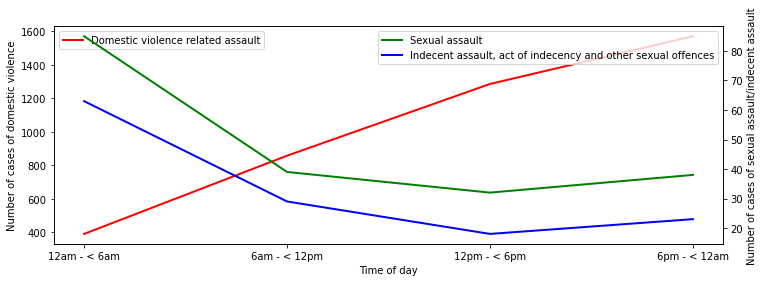 Number of cases of domestic violence
1600
1400
1200
1000
800
600
400
Domestic violence related assault
Sexual assault
Indecent assault, act of indecency and other sexual offences
80
70
60
50
40
30
20
Number of cases of sexual assault/indecent assault
12am - < 6am
6am - < 12pm
12pm - < 6pm
6pm - < 12am
Time of day